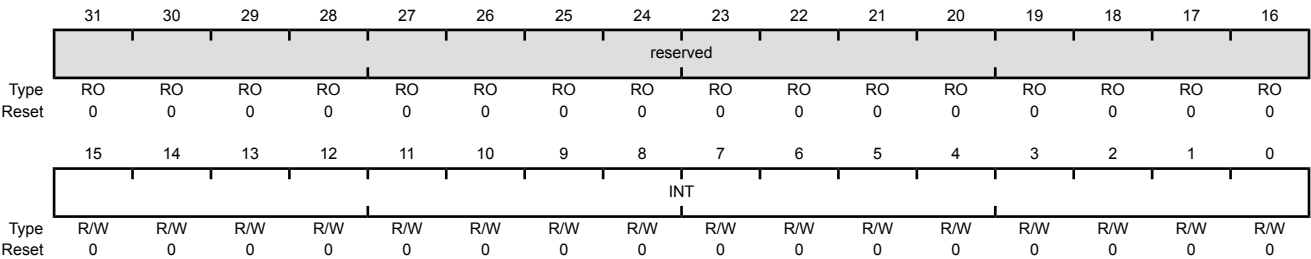 31 30 29 28 27 26 25 24 23 22 21 20 19 18 17 16
reserved
Type RO RO RO RO RO RO RO RO RO RO RO RO RO RO RO RO
Reset 0 0 0 0 0 0 0 0 0 0 0 0 0 0 0 0
15 14 13 12 11 10 9 8 7 6 5 4 3 2 1 0
INT
Type R/W R/W R/W R/W R/W R/W R/W R/W R/W R/W R/W R/W R/W R/W R/W R/W
Reset 0 0 0 0 0 0 0 0 0 0 0 0 0 0 0 0